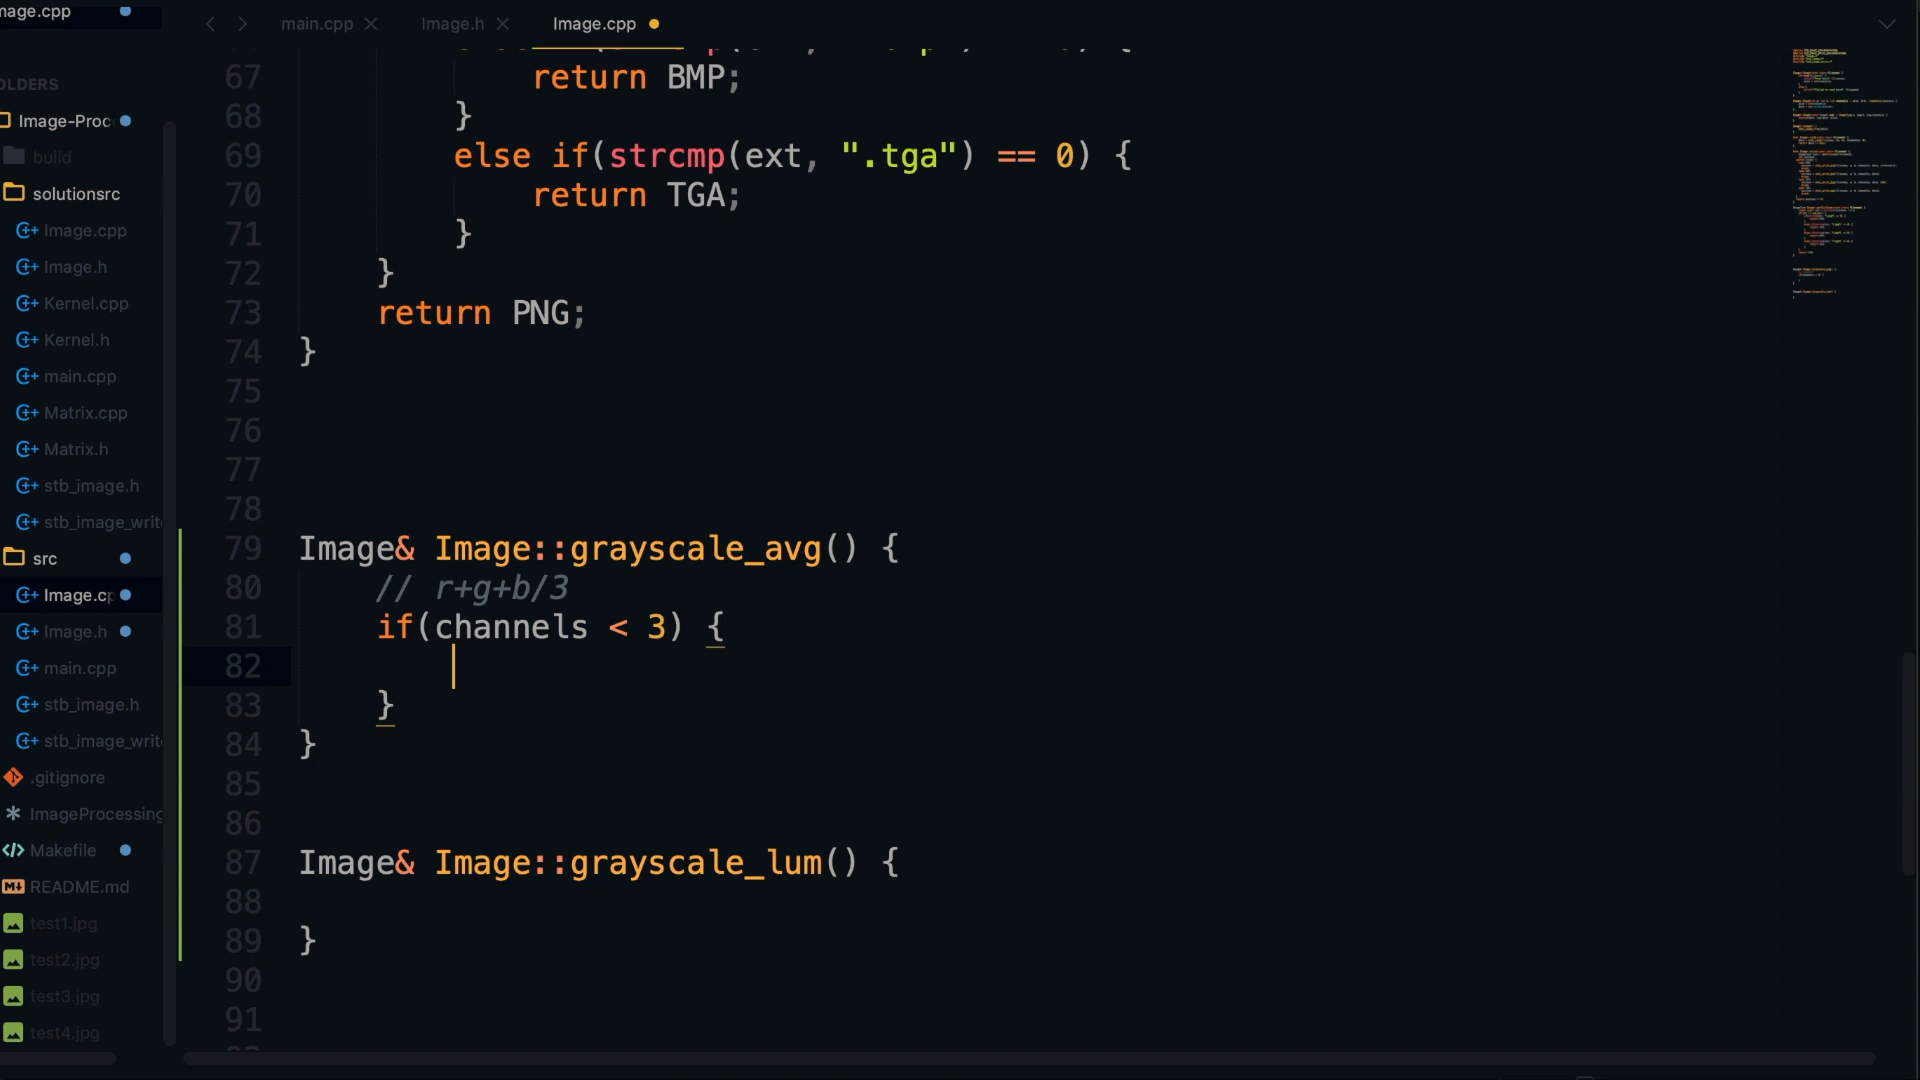 mage.cpp
main.cpp
Image.h
Image.cpp
OLDERS
Image-Proc
build
solutionsrc
Image.cpp
Image.h
Kernel.cpp
Kernel.h
main.cpp
Matrix.cpp
Matrix.h
stb_image.h
stb_image_writ
src
Image.cp
Image.h
main.cpp
stb_image.h
stb_image_writ
.gitignore
ImageProcessing
Makefile
README.md
test1.jpg
test2.jpg
test3.jpg
test4.jpg
67 return BMP;
68 }
69 else if(strcmp(ext, ".tga") == 0) {
70 return TGA;
71 }
72 }
73 return PNG;
74 }
75
76
77
78
79 Image& Image::grayscale_avg() {
80 // r+g+b/3
81 if(channels < 3) {
82
83 }
84 }
85
86
87 Image& Image::grayscale_lum() {
88
89 }
90
91